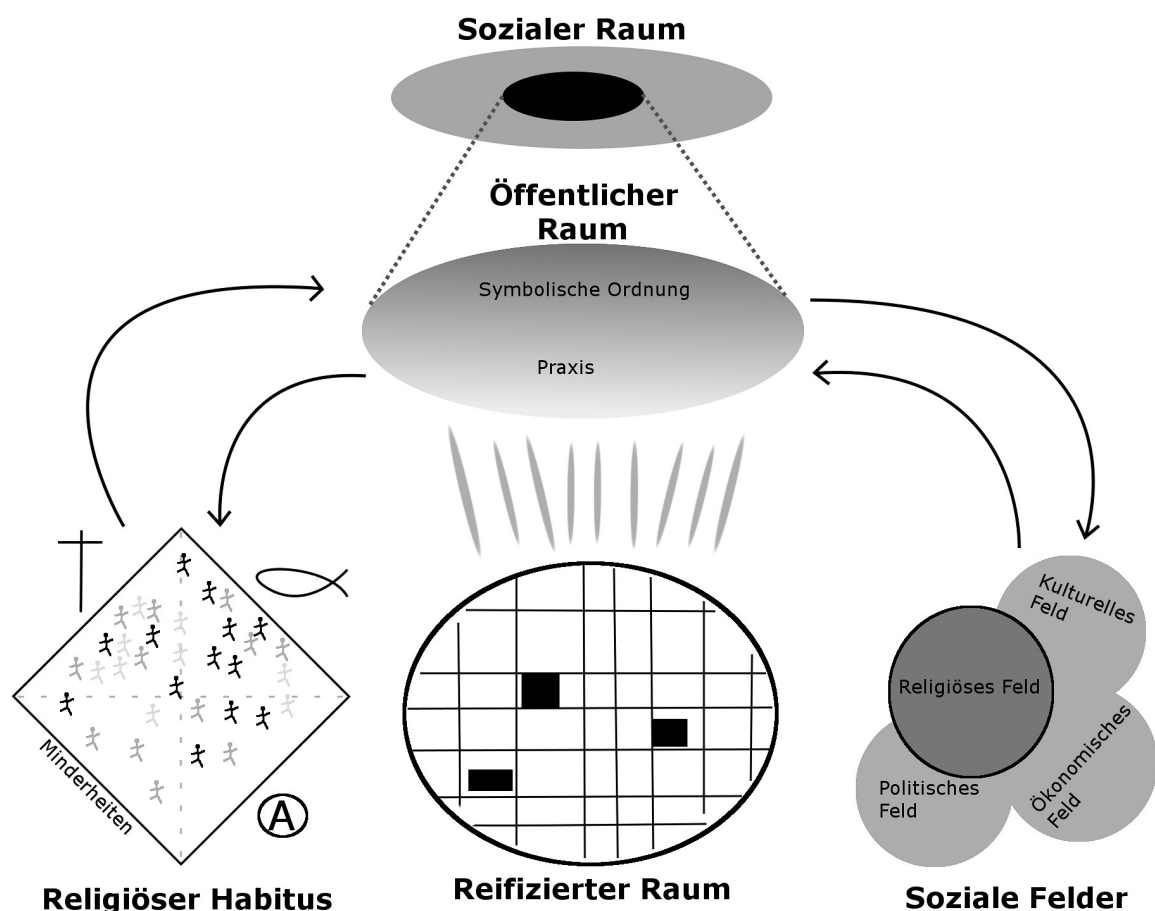 Sozialer Raum
Öffentlicher
Raum
Symbolische Ordnung
Praxis
Minderheiten
A
Religiöser Habitus
Reifizierter Raum
Kulturelles
Feld
Religiöses Feld
Ökonomisches
Feld
Politisches
Feld
Soziale Felder